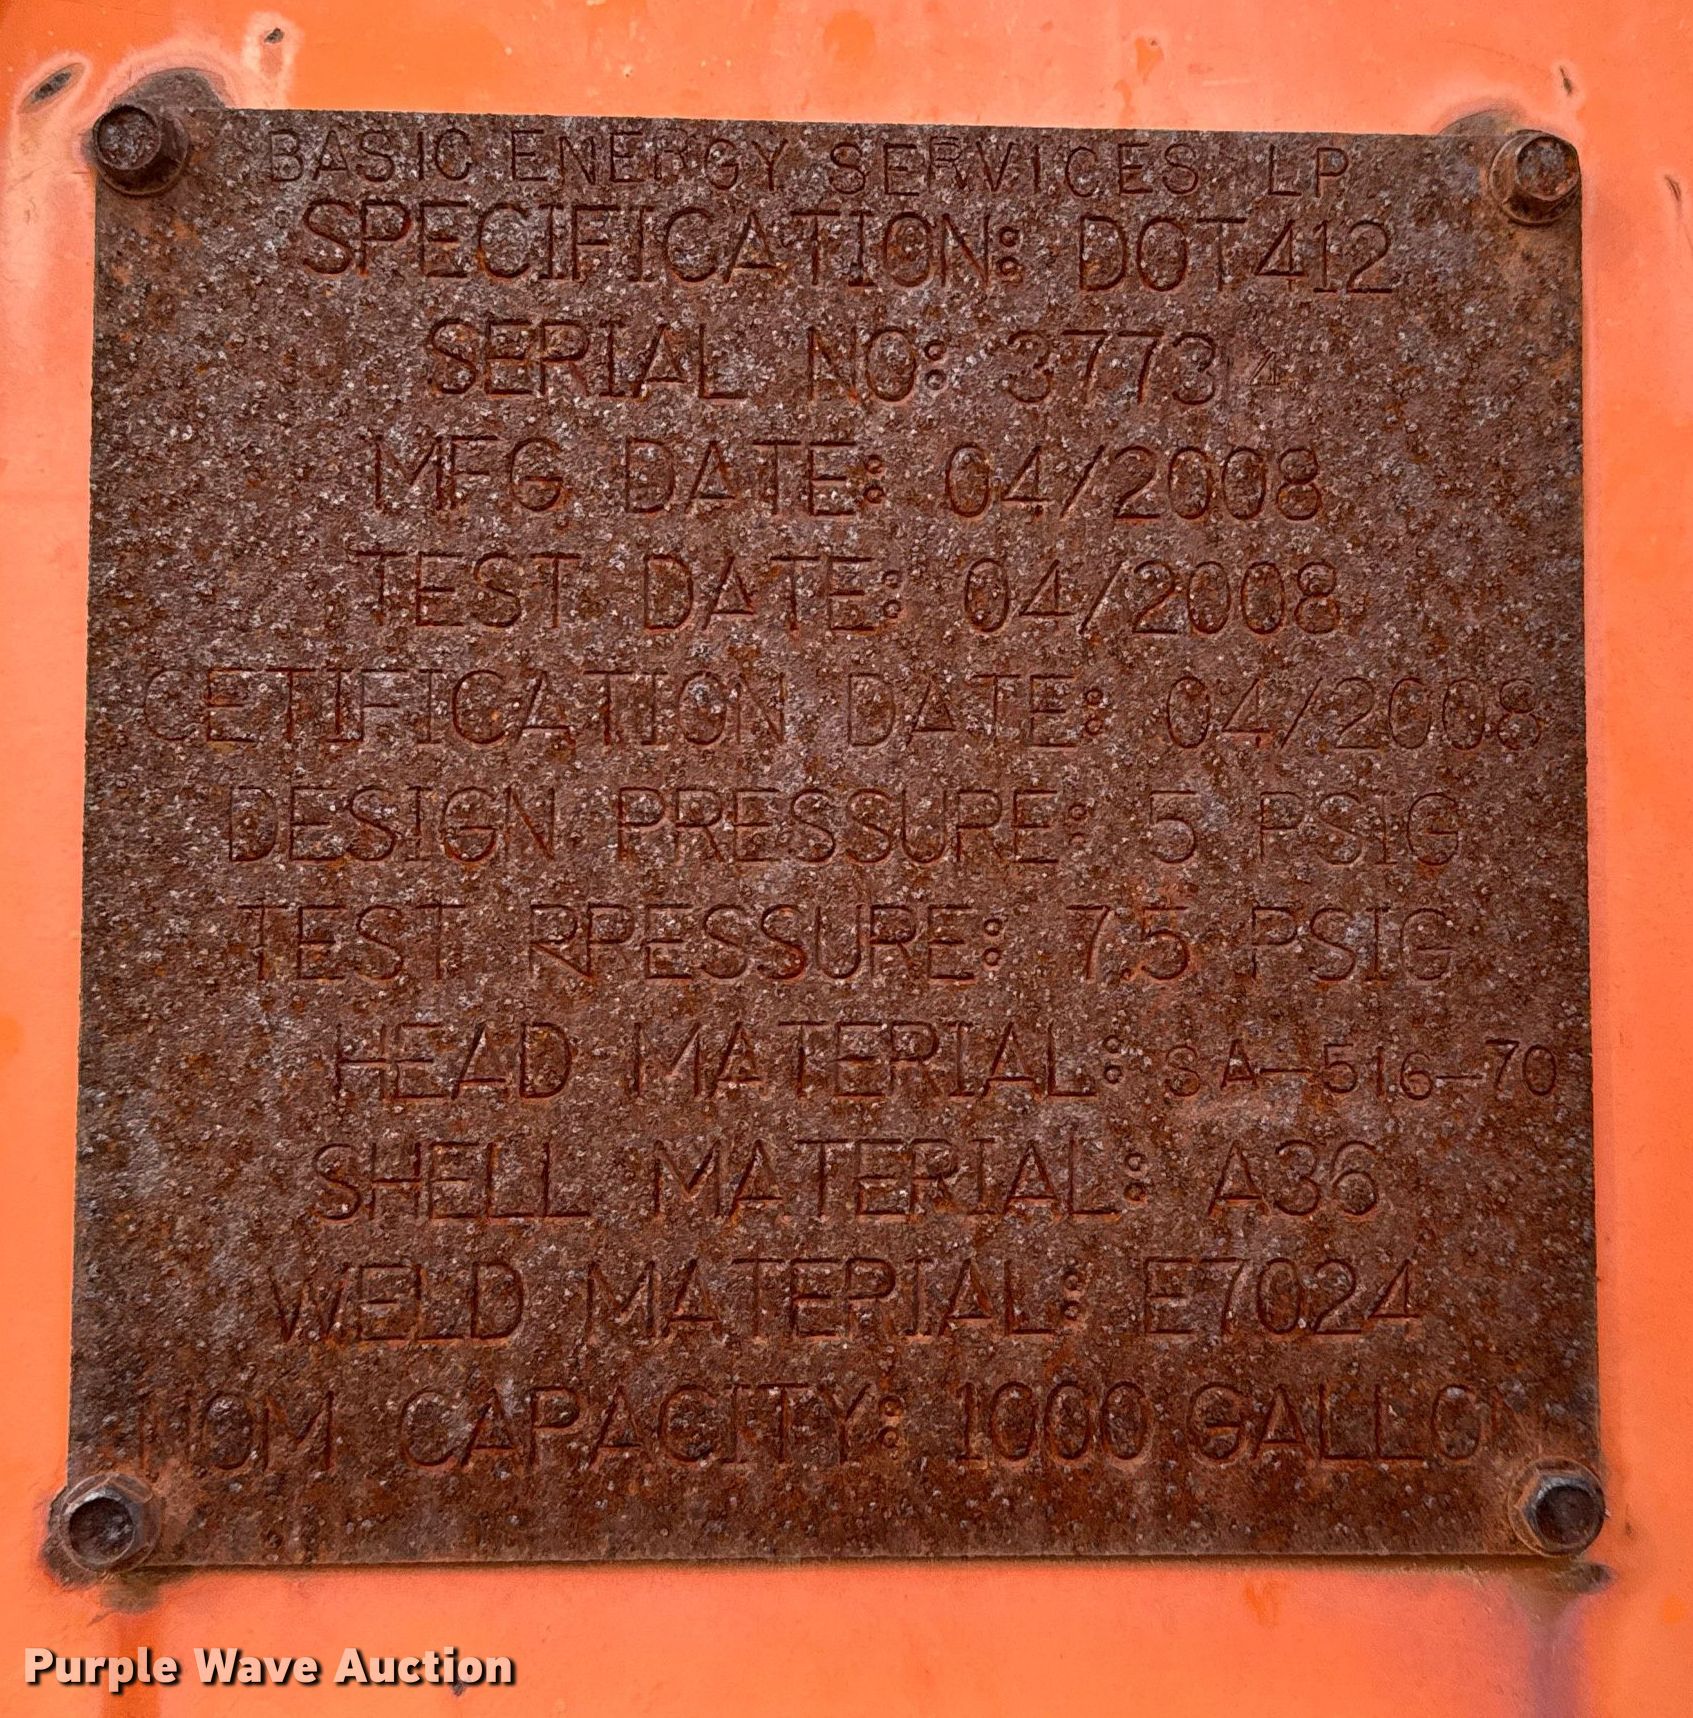 BASIC ENERGY SERVICES LP
SPECIFICATION: DOT412
SERIAL NO: 3773
MFG DATE: 04/2008
TEST DATE: 04/2008
CETIFICATION DATE: 04/2008
DESIGN PRESSURE: 5 PSIG
TEST RPESSURE: 7.5 PSIG
HEAD MATERIAL: SA-516-70
SHELL MATERIAL: A36
WELD MATERIAL: E7024
NOM CAPACITY: 1000 GALLON
Purple Wave Auction